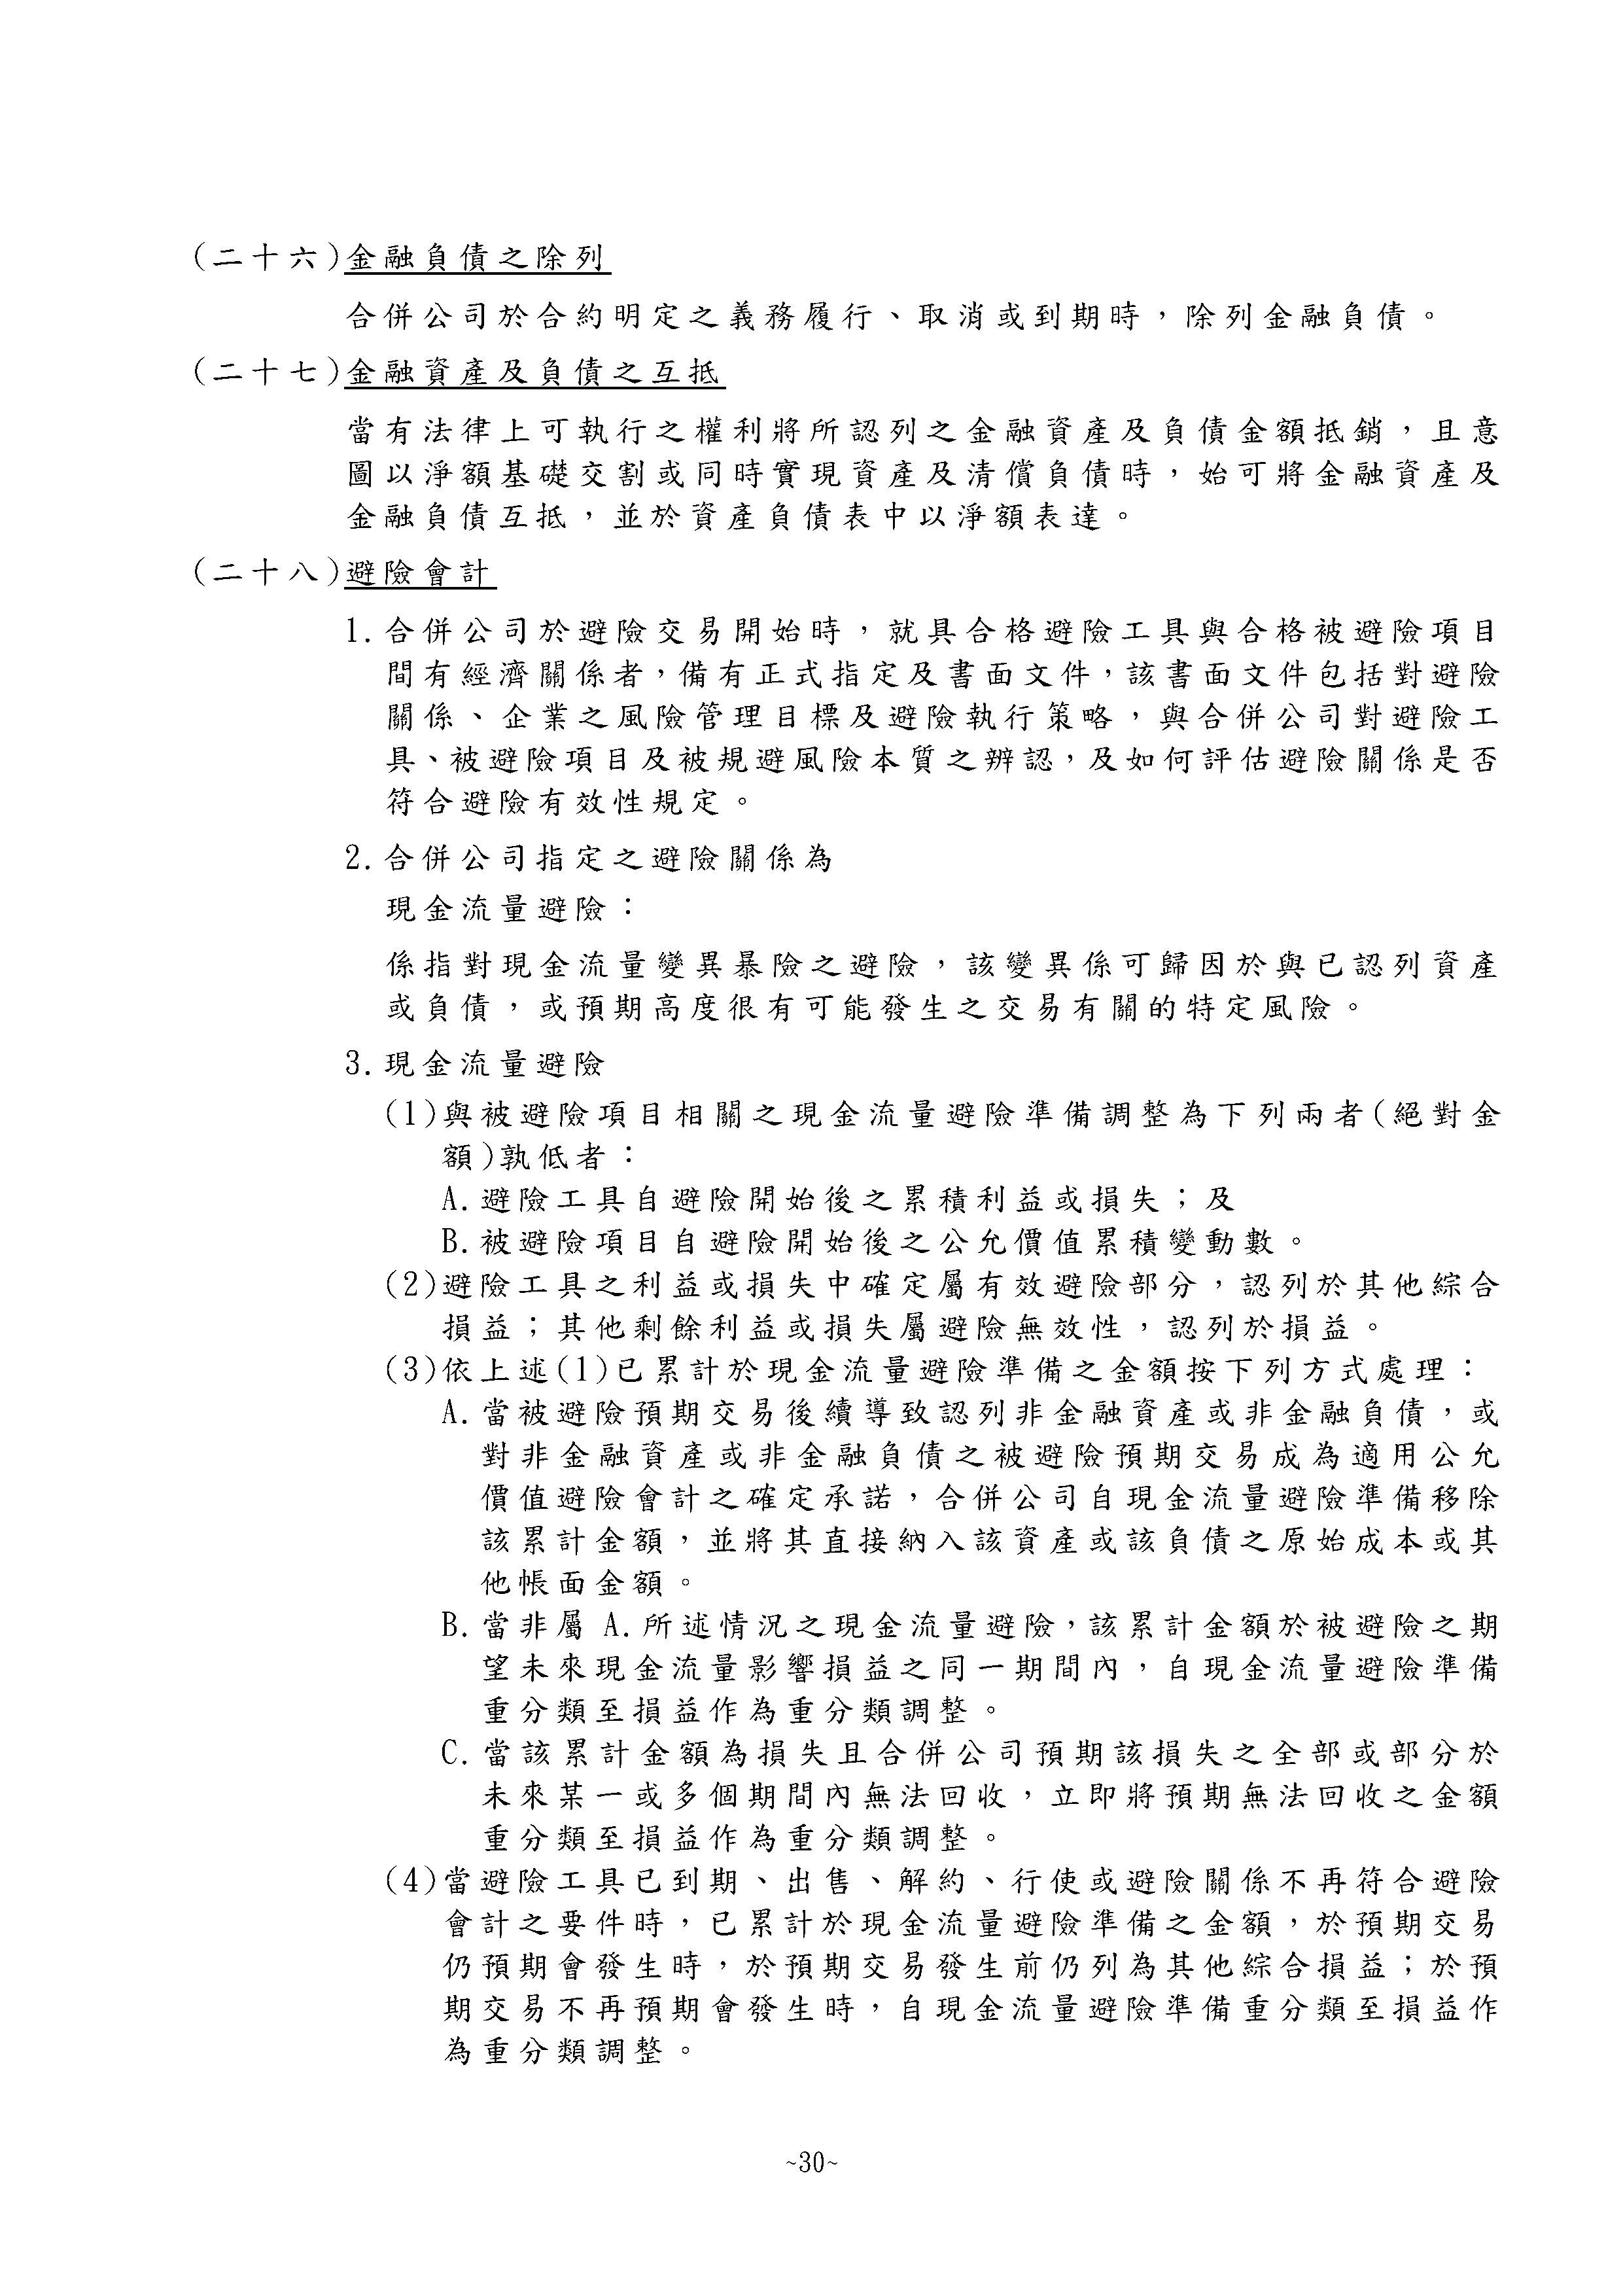 (二十六)金融負債之除列
合併公司於合約明定之義務履行、取消或到期時，除列金融負債。
(二十七)金融資產及負債之互抵
當有法律上可執行之權利將所認列之金融資產及負債金額抵銷，且意
圖以淨額基礎交割或同時實現資產及清償負債時，始可將金融資產及
金融負債互抵，並於資產負債表中以淨額表達。
(二十八)避險會計
1.合併公司於避險交易開始時，就具合格避險工具與合格被避險項目
間有經濟關係者，備有正式指定及書面文件，該書面文件包括對避險
關係、企業之風險管理目標及避險執行策略，與合併公司對避險工
具、被避險項目及被規避風險本質之辨認，及如何評估避險關係是否
符合避險有效性規定。
2.合併公司指定之避險關係為
現金流量避險：
係指對現金流量變異暴險之避險，該變異係可歸因於與已認列資產
或負債，或預期高度很有可能發生之交易有關的特定風險。
3.現金流量避險
(1)與被避險項目相關之現金流量避險準備調整為下列兩者(絕對金
額)孰低者：
A.避險工具自避險開始後之累積利益或損失；及
B.被避險項目自避險開始後之公允價值累積變動數。
(2)避險工具之利益或損失中確定屬有效避險部分，認列於其他綜合
損益；其他剩餘利益或損失屬避險無效性，認列於損益。
(3)依上述(1)已累計於現金流量避險準備之金額按下列方式處理：
A.當被避險預期交易後續導致認列非金融資產或非金融負債，或
對非金融資產或非金融負債之被避險預期交易成為適用公允
價值避險會計之確定承諾，合併公司自現金流量避險準備移除
該累計金額，並將其直接納入該資產或該負債之原始成本或其
他帳面金額。
B.當非屬 A.所述情況之現金流量避險，該累計金額於被避險之期
望未來現金流量影響損益之同一期間內，自現金流量避險準備
重分類至損益作為重分類調整。
C.當該累計金額為損失且合併公司預期該損失之全部或部分於
未來某一或多個期間內無法回收，立即將預期無法回收之金額
重分類至損益作為重分類調整。
(4)當避險工具已到期、出售、解約、行使或避險關係不再符合避險
會計之要件時，已累計於現金流量避險準備之金額，於預期交易
仍預期會發生時，於預期交易發生前仍列為其他綜合損益；於預
期交易不再預期會發生時，自現金流量避險準備重分類至損益作
為重分類調整。
~30~